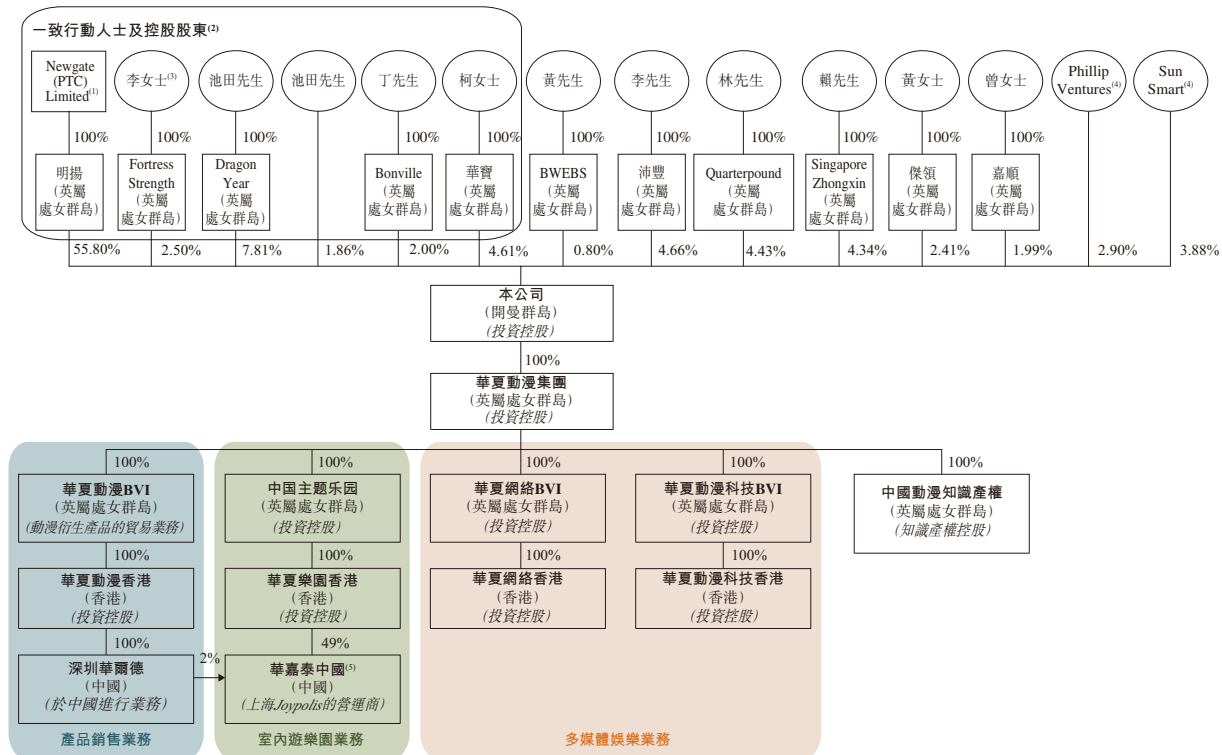 一致行動人士及控股股東(2)
Newgate
(PTC)
Limited(1)
李女士(3)
池田先生
池田先生
丁先生
柯女士
黃先生
李先生
林先生
賴先生
黃女士
曾女士
Phillip
Ventures(4)
Sun
Smart(4)
100%
100%
100%
100%
100%
100%
100%
100%
100%
100%
100%
明揚
(英屬
處女群島)
Fortress
Strength
(英屬
處女群島)
Dragon
Year
(英屬
處女群島)
Bonville
(英屬
處女群島)
華寶
(英屬
處女群島)
BWEBS
(英屬
處女群島)
沛豐
(英屬
處女群島)
Quarterpound
(英屬
處女群島)
Singapore
Zhongxin
(英屬
處女群島)
傑領
(英屬
處女群島)
嘉順
(英屬
處女群島)
55.80%
2.50%
7.81%
1.86%
2.00%
4.61%
0.80%
4.66%
4.43%
4.34%
2.41%
1.99%
2.90%
3.88%
本公司
(開曼群島)
(投資控股)
100%
華夏動漫集團
(英屬處女群島)
(投資控股)
100%
100%
100%
100%
100%
華夏動漫BVI
(英屬處女群島)
(動漫衍生產品的貿易業務)
中国主题乐园
(英屬處女群島)
(投資控股)
華夏網絡BVI
(英屬處女群島)
(投資控股)
華夏動漫科技BVI
(英屬處女群島)
(投資控股)
中國動漫知識產權
(英屬處女群島)
(知識產權控股)
100%
100%
100%
100%
華夏動漫香港
(香港)
(投資控股)
華夏樂園香港
(香港)
(投資控股)
華夏網絡香港
(香港)
(投資控股)
華夏動漫科技香港
(香港)
(投資控股)
100%
49%
深圳華爾德
(中國)
(於中國進行業務)
2%
華嘉泰中國(5)
(中國)
(上海Joypolis的營運商)
產品銷售業務
室內遊樂園業務
多媒體娛樂業務